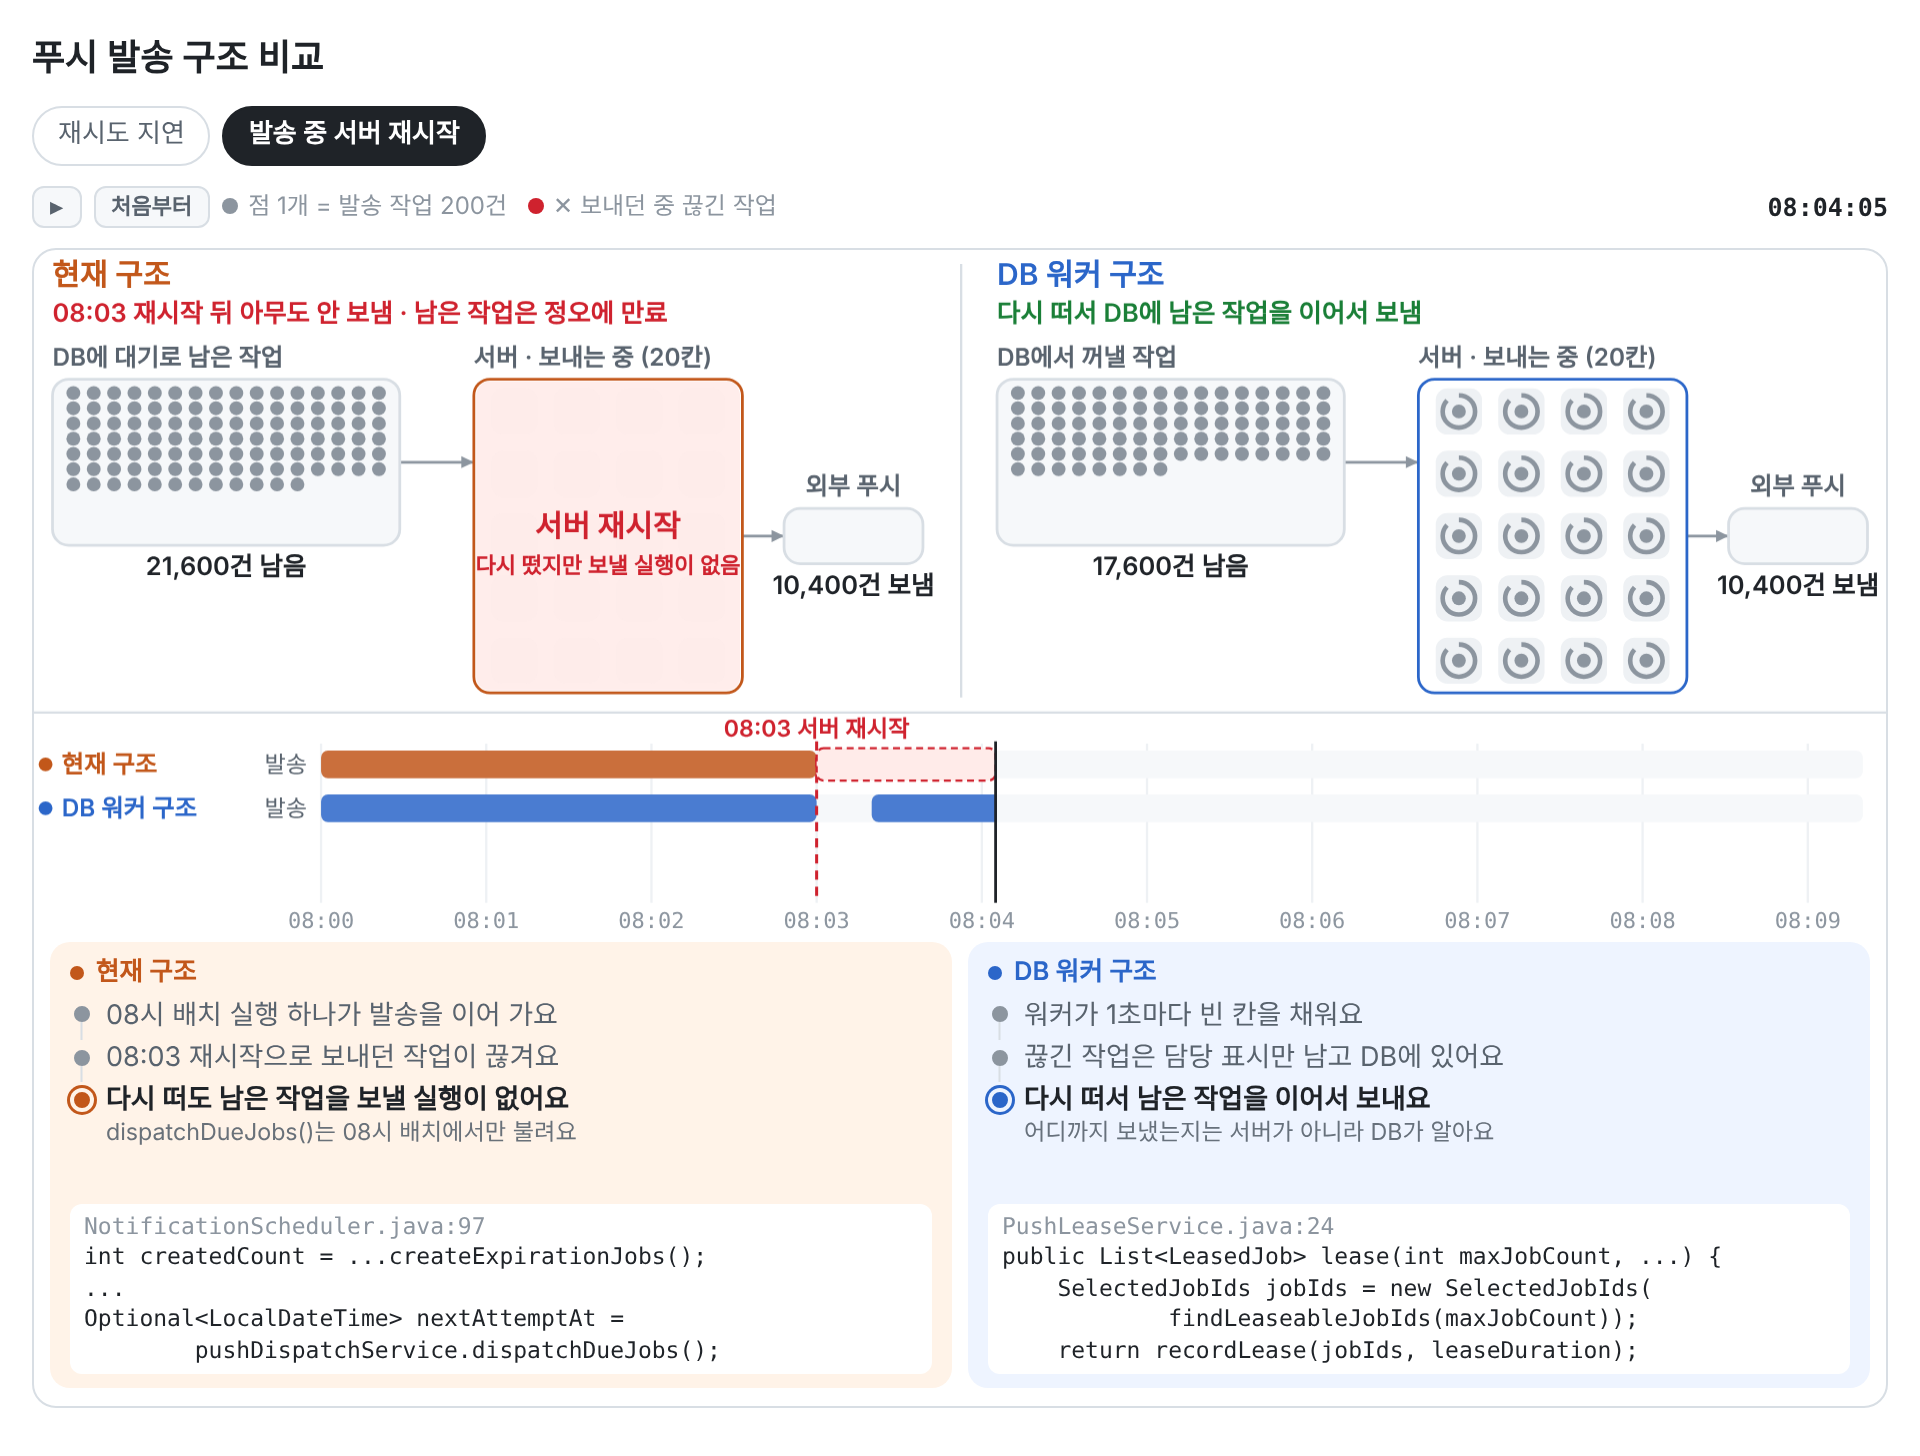 푸시 발송 구조 비교
재시도 지연
발송 중 서버 재시작
▶
처음부터
점 1개 = 발송 작업 200건
✕ 보내던 중 끊긴 작업
08:04:05
현재 구조
08:03 재시작 뒤 아무도 안 보냄 · 남은 작업은 정오에 만료
DB에 대기로 남은 작업
서버 · 보내는 중 (20칸)
서버 재시작
다시 떴지만 보낼 실행이 없음
외부 푸시
21,600건 남음
10,400건 보냄
DB 워커 구조
다시 떠서 DB에 남은 작업을 이어서 보냄
DB에서 꺼낼 작업
서버 · 보내는 중 (20칸)
외부 푸시
17,600건 남음
10,400건 보냄
08:03 서버 재시작
현재 구조
발송
DB 워커 구조
발송
08:00
08:01
08:02
08:03
08:04
08:05
08:06
08:07
08:08
08:09
현재 구조
08시 배치 실행 하나가 발송을 이어 가요
08:03 재시작으로 보내던 작업이 끊겨요
다시 떠도 남은 작업을 보낼 실행이 없어요
dispatchDueJobs()는 08시 배치에서만 불려요
NotificationScheduler.java:97
int createdCount = ...createExpirationJobs();
...
Optional<LocalDateTime> nextAttemptAt =
        pushDispatchService.dispatchDueJobs();
DB 워커 구조
워커가 1초마다 빈 칸을 채워요
끊긴 작업은 담당 표시만 남고 DB에 있어요
다시 떠서 남은 작업을 이어서 보내요
어디까지 보냈는지는 서버가 아니라 DB가 알아요
PushLeaseService.java:24
public List<LeasedJob> lease(int maxJobCount, ...) {
    SelectedJobIds jobIds = new SelectedJobIds(
            findLeaseableJobIds(maxJobCount));
    return recordLease(jobIds, leaseDuration);